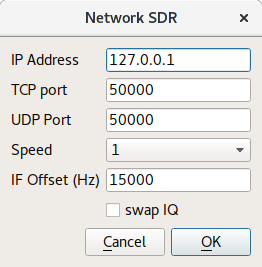 Network SDR
IP Address 127.0.0.1
TCP port 50000
UDP Port 50000
Speed 1
IF Offset (Hz) 15000
swap IQ
Cancel OK